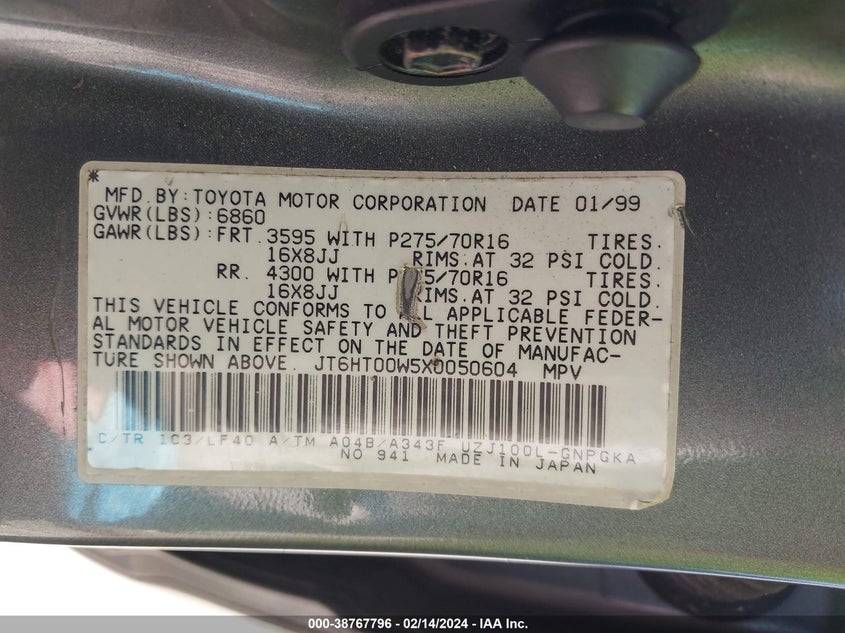 *
MFD.BY:TOYOTA MOTOR CORPORATION DATE 01/99
GVWR(LBS):6860
GAWR(LBS):FRT.3595 WITH P275/70R16 TIRES.
16X8JJ RIMS.AT 32 PSI COLD.
RR. 4300 WITH P 5/70R16 TIRES.
16X8JJ RIMS.AT 32 PSI COLD.
THIS VEHICLE CONFORMS TO ALL APPLICABLE FEDER-
AL MOTOR VEHICLE SAFETY AND THEFT PREVENTION
STANDARDS IN EFFECT ON THE DATE OF MANUFAC-
TURE SHOWN ABOVE. JT6HT00W5X0050604 MPV
C/TR 1C3/LF40 A/TM A04B/A343F UZJ100L-GNPGKA
NO 941 MADE IN JAPAN
000-38767796 - 02/14/2024 - IAA Inc.